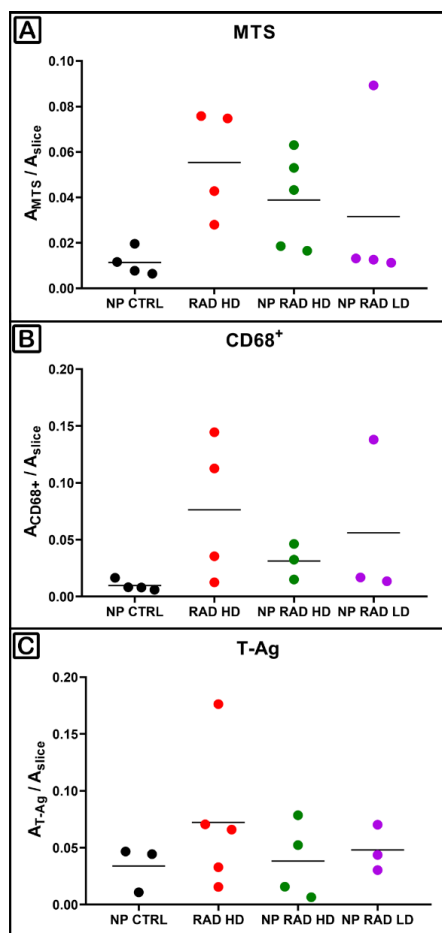 A
MTS
A_MTS / A_slice
0.10
0.08
0.06
0.04
0.02
0.00
NP CTRL RAD HD NP RAD HD NP RAD LD
B
CD68⁺
A_CD68+ / A_slice
0.20
0.15
0.10
0.05
0.00
NP CTRL RAD HD NP RAD HD NP RAD LD
C
T-Ag
A_T-Ag / A_slice
0.20
0.15
0.10
0.05
0.00
NP CTRL RAD HD NP RAD HD NP RAD LD